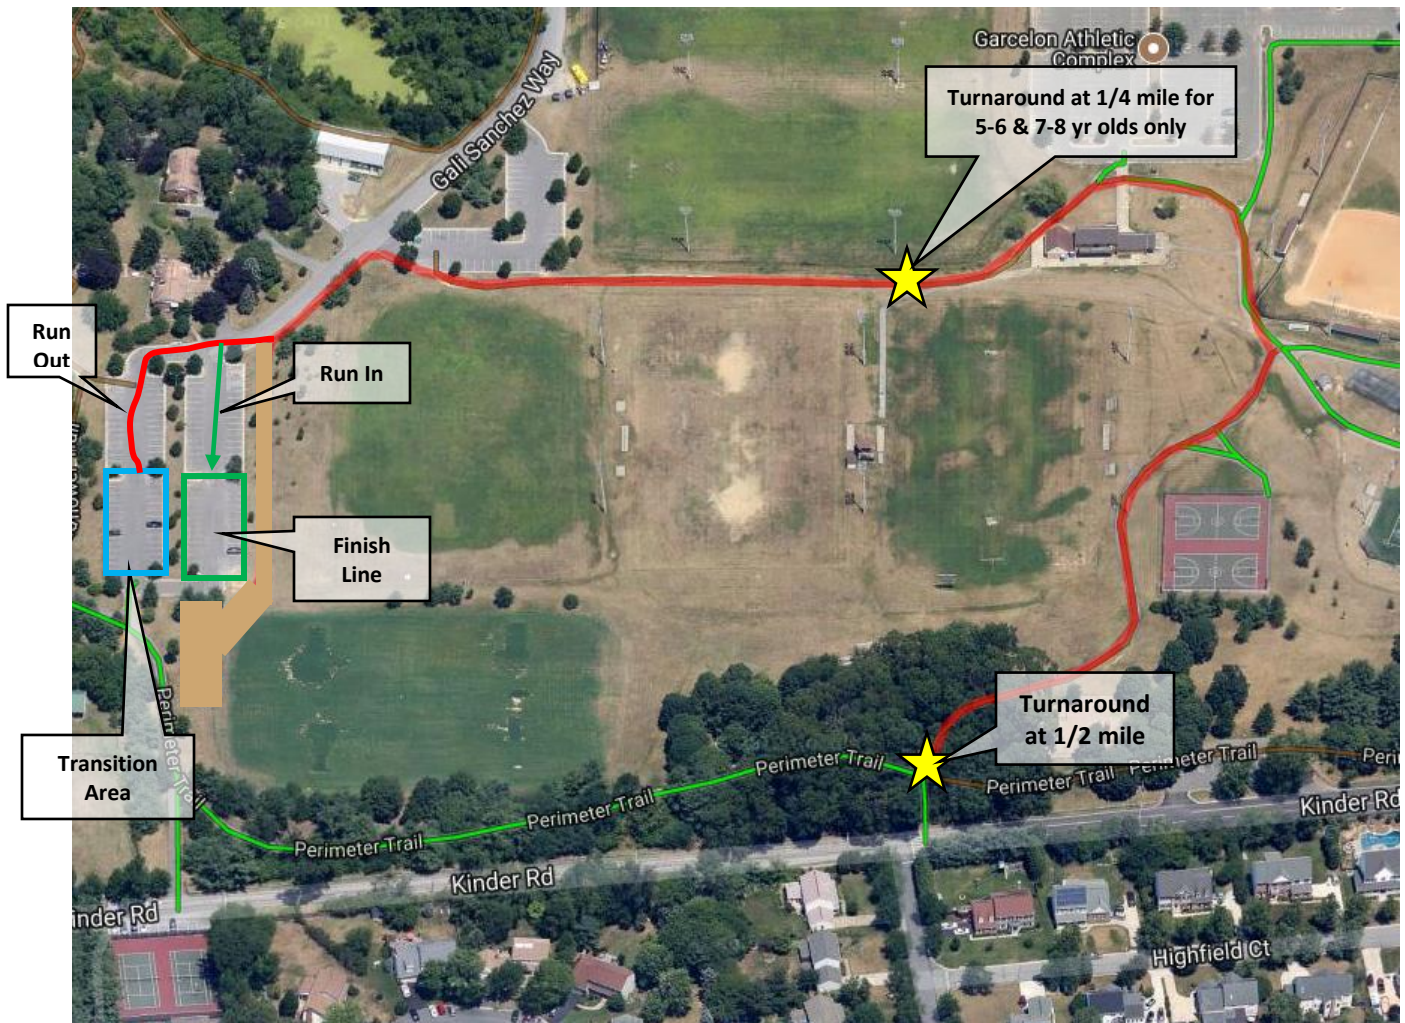 Garcelon Athletic
Complex
Gali Sanchez Way
Turnaround at 1/4 mile for
5-6 & 7-8 yr olds only
Run
Out
Run In
Finish
Line
Transition
Area
Turnaround
at 1/2 mile
Perimeter Trail
Perimeter Trail
Perimeter Trail
Perimeter Trail
Perimeter Trail
Perimeter Trail
Peri
Kinder Rd
Kinder Rd
inder Rd
Highfield Ct